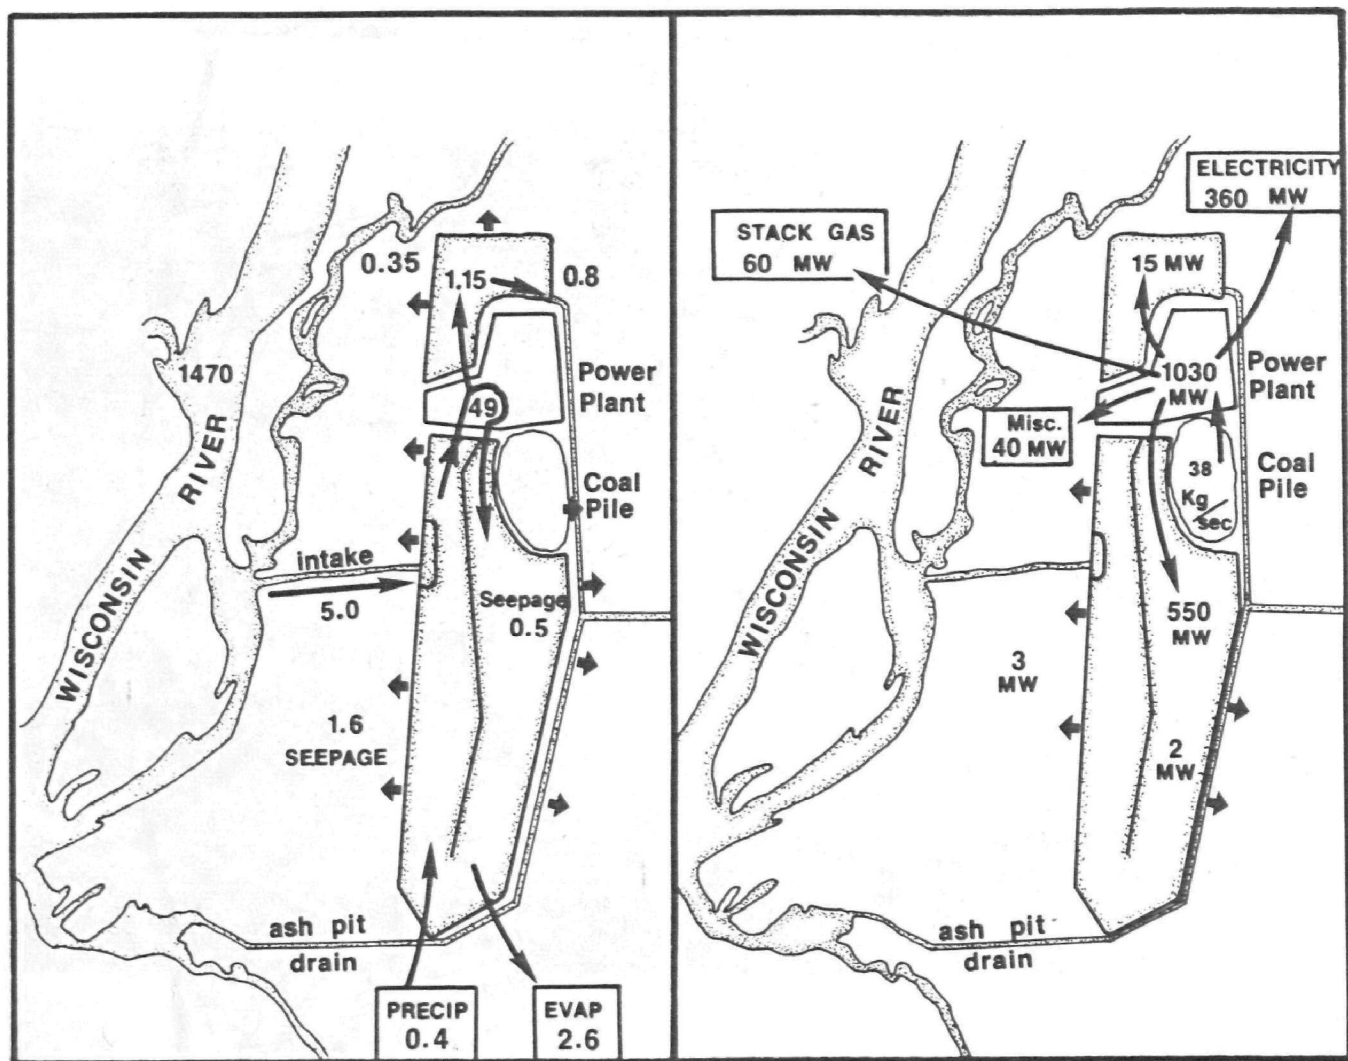 0.35
1.15
0.8
1470
49
Power
Plant
WISCONSIN RIVER
Coal
Pile
intake
5.0
Seepage
0.5
1.6
SEEPAGE
ash pit
drain
PRECIP
0.4
EVAP
2.6
ELECTRICITY
360 MW
STACK GAS
60 MW
15 MW
1030
MW
Power
Plant
Misc.
40 MW
WISCONSIN RIVER
38
Kg/sec
Coal
Pile
550
MW
3
MW
2
MW
ash pit
drain